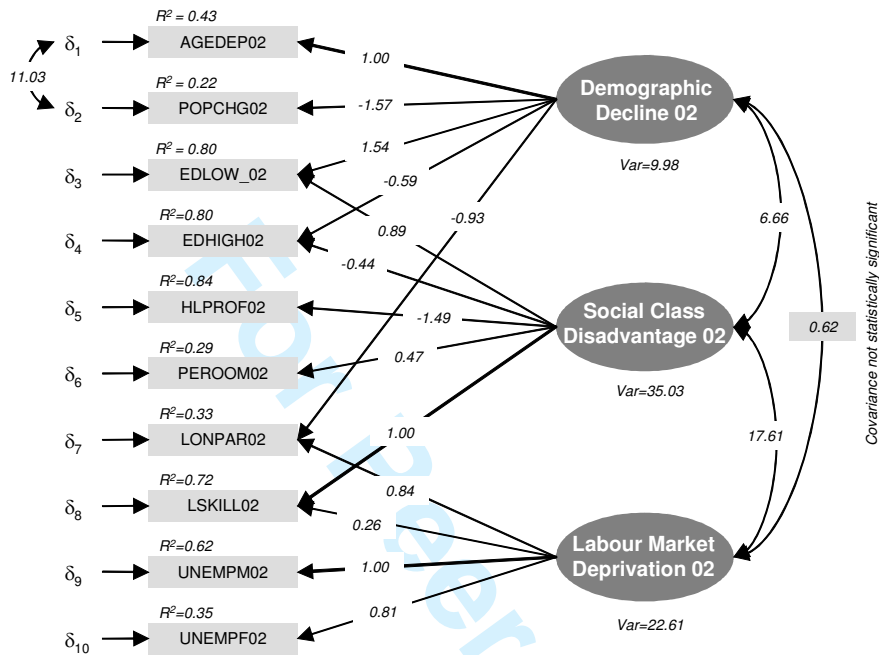 R² = 0.43
δ1
AGEDEP02
11.03
R² = 0.22
δ2
POPCHG02
R² = 0.80
δ3
EDLOW_02
R²=0.80
δ4
EDHIGH02
R²=0.84
δ5
HLPROF02
R²=0.29
δ6
PEROOM02
R²=0.33
δ7
LONPAR02
R²=0.72
δ8
LSKILL02
R²=0.62
δ9
UNEMPM02
R²=0.35
δ10
UNEMPF02
1.00
-1.57
1.54
-0.59
-0.93
0.89
-0.44
-1.49
0.47
1.00
0.84
0.26
1.00
0.81
Demographic
Decline 02
Var=9.98
Social Class
Disadvantage 02
Var=35.03
Labour Market
Deprivation 02
Var=22.61
6.66
17.61
0.62
Covariance not statistically significant
For Peer